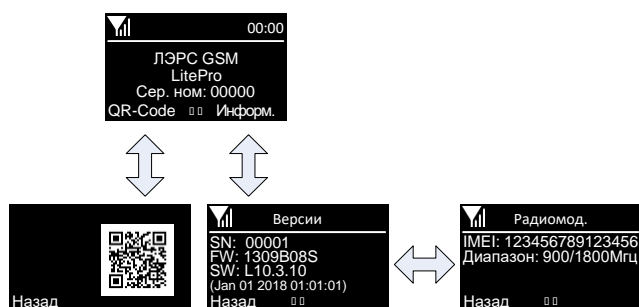 00:00
ЛЭРС GSM
LitePro
Сер. ном: 00000
QR-Code Информ.
Назад
Версии
SN: 00001
FW: 1309B08S
SW: L10.3.10
(Jan 01 2018 01:01:01)
Назад
Радиомод.
IMEI: 123456789123456
Диапазон: 900/1800Мгц
Назад